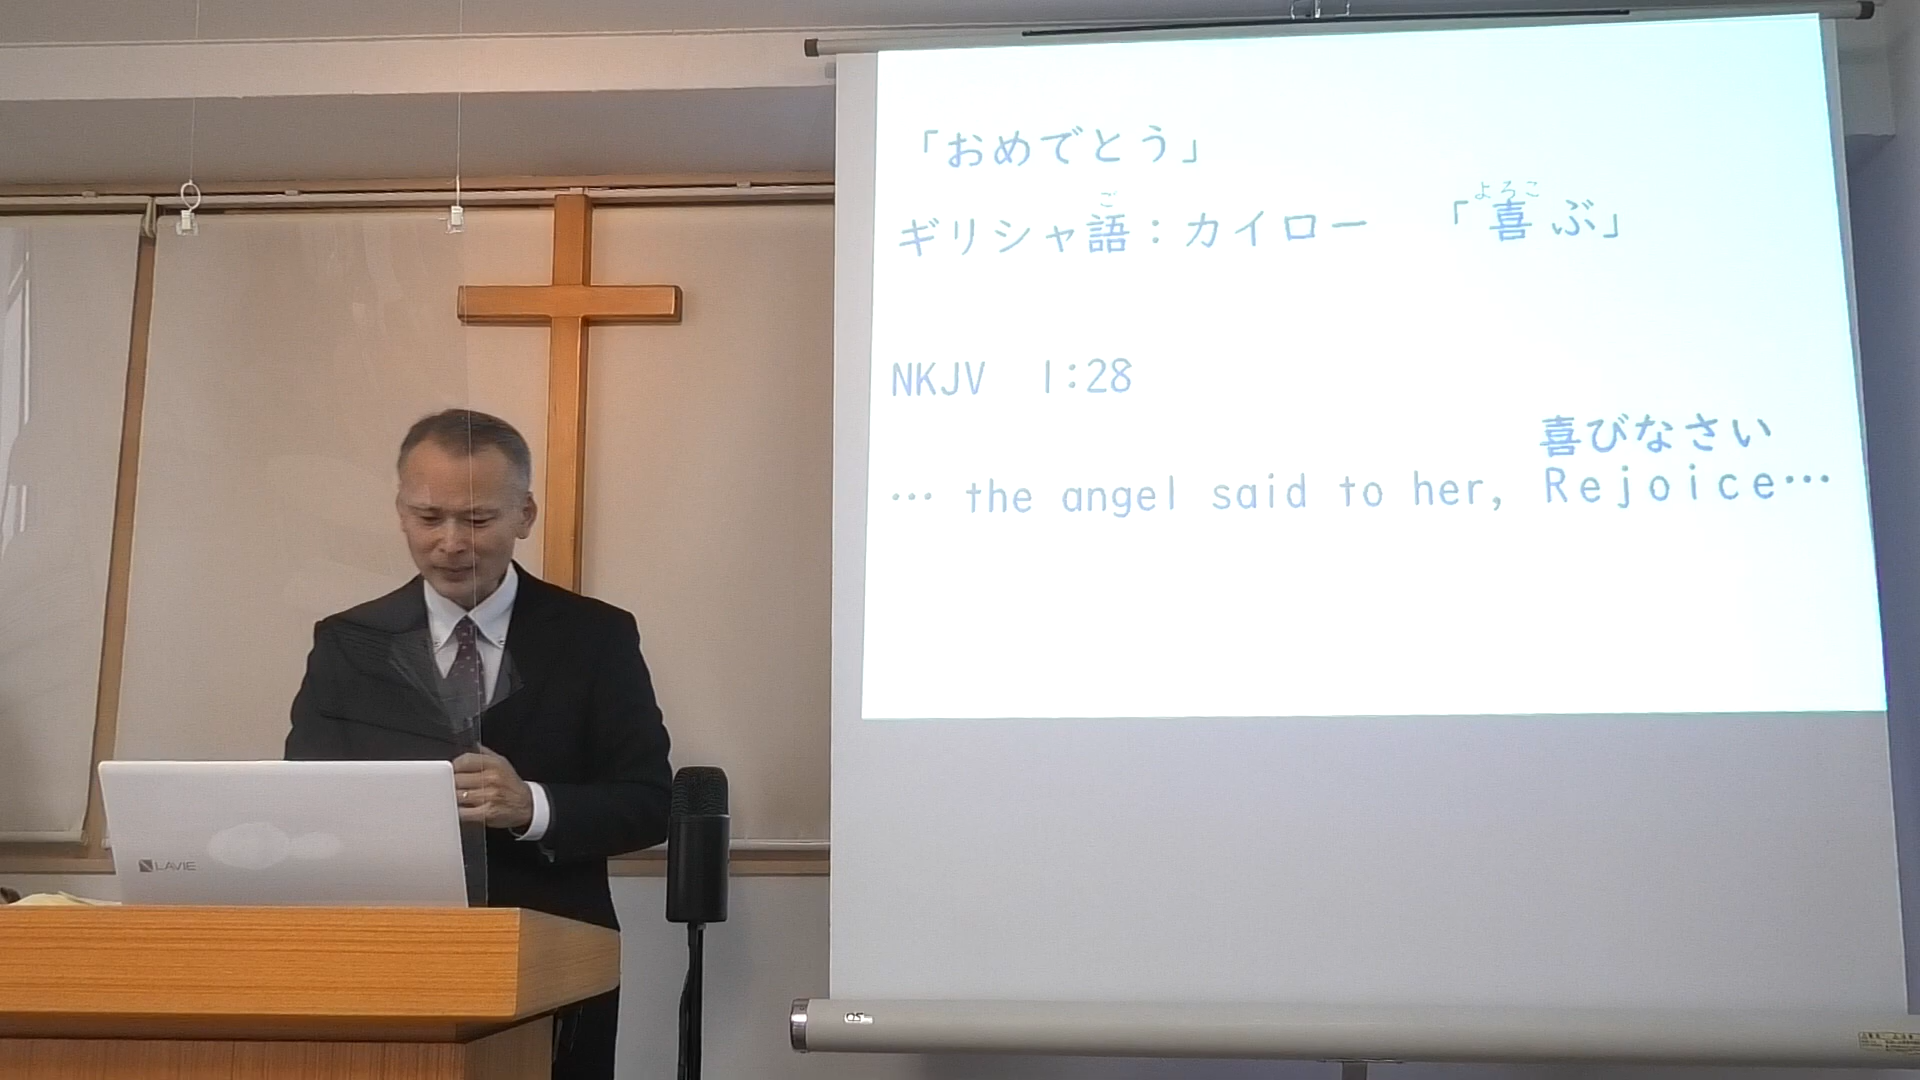 「おめでとう」
ご
ギリシャ語:カイロー 「喜ぶ」
よろこ
NKJV 1:28
喜びなさい
… the angel said to her, Rejoice…
LAVIE
OS